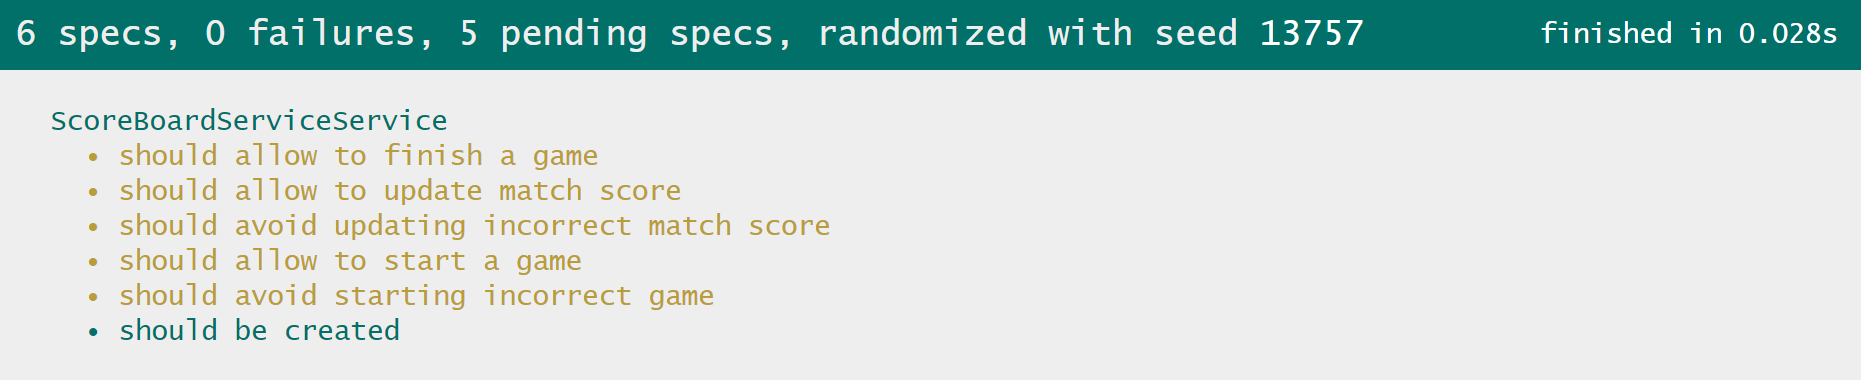 6 specs, 0 failures, 5 pending specs, randomized with seed 13757
finished in 0.028s
ScoreBoardServiceService
• should allow to finish a game
• should allow to update match score
• should avoid updating incorrect match score
• should allow to start a game
• should avoid starting incorrect game
• should be created